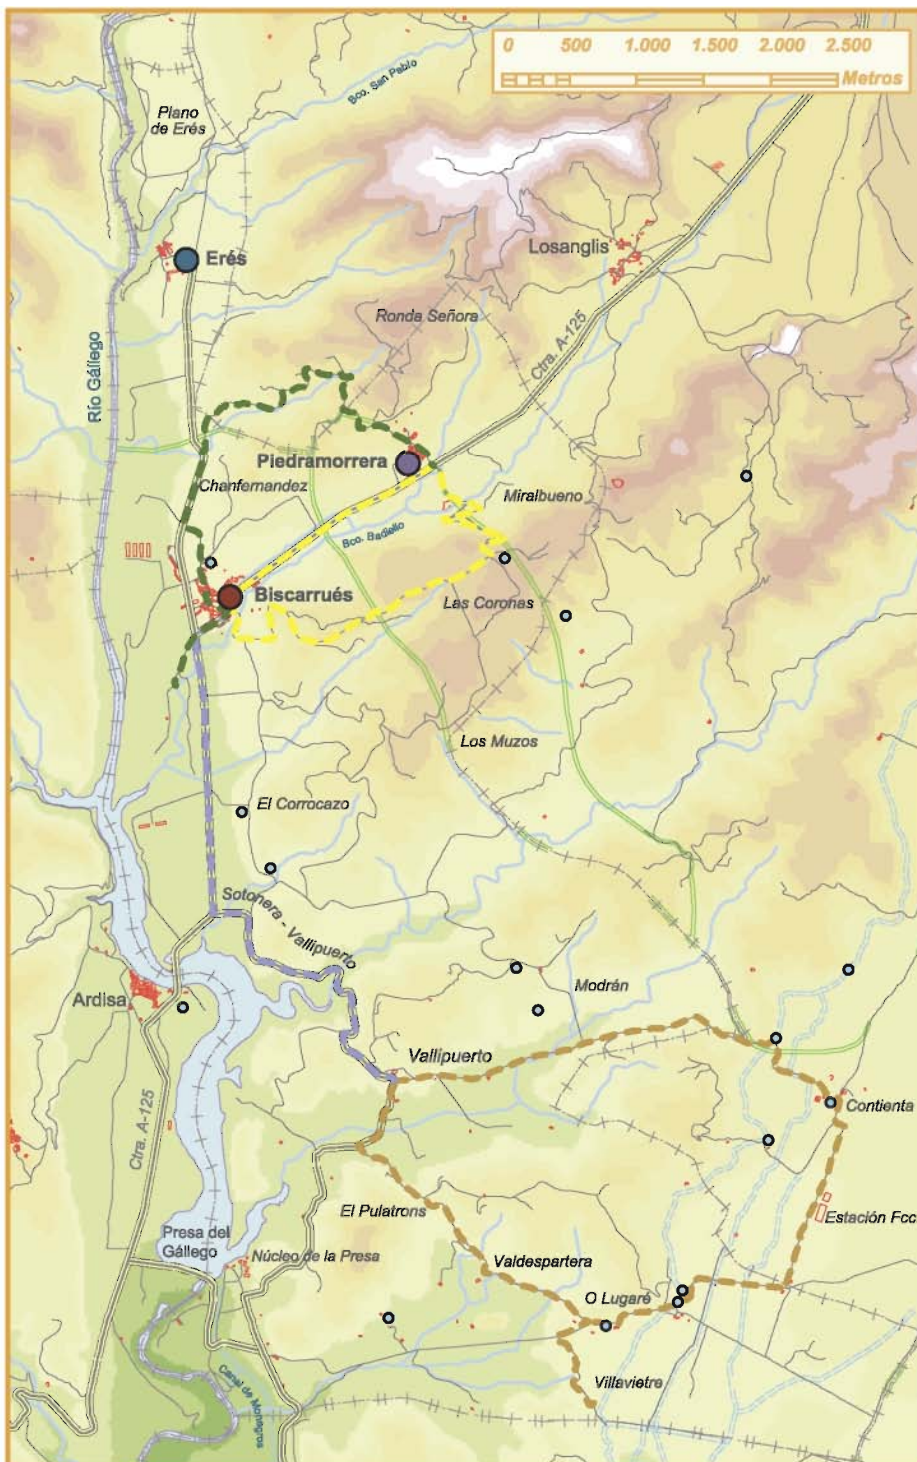 0 500 1.000 1.500 2.000 2.500
Metros
Bco. San Pablo
Plano
de Erés
Losanglis
Erés
Ronda Señora
Ctra. A-125
Río Gállego
Piedramorrera
Chanfernandez
Miralbueno
Bco. Badiello
Biscarrués
Las Coronas
Los Muzos
El Corrocazo
Sotonera - Vallipuerto
Ardisa
Modrán
Vallipuerto
Contienta
Ctra. A-125
El Pulatrons
Estación Fcc
Presa del
Gállego
Núcleo de la Presa
Valdespartera
O Lugaré
Villavietre
Canal de Monegros